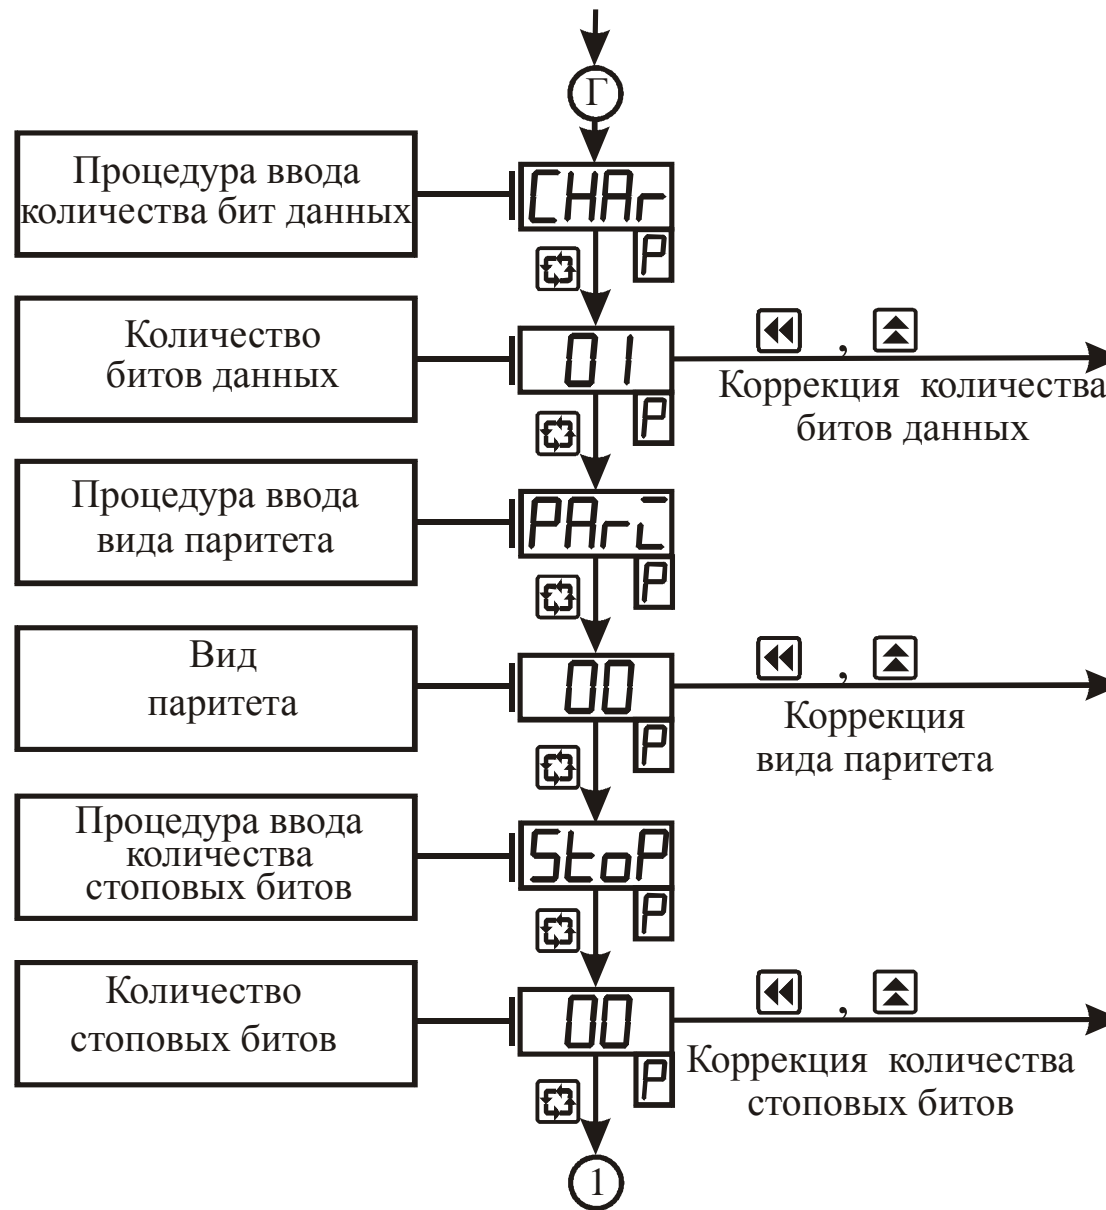 Г
Процедура ввода
количества бит данных
CHAr
P
Количество
битов данных
01
P
,
Коррекция количества
битов данных
Процедура ввода
вида паритета
PAri
P
Вид
паритета
00
P
,
Коррекция
вида паритета
Процедура ввода
количества
стоповых битов
StoP
P
Количество
стоповых битов
00
P
,
Коррекция количества
стоповых битов
1